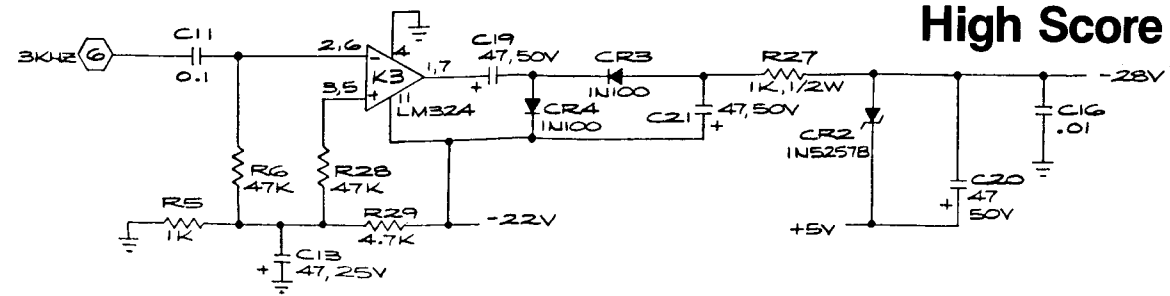 High Score
3KHZ 6
C11
0.1
2,6
-
4
K3
1,7
3,5
+
11
LM324
C19
47,50V
+
CR3
1N100
CR4
1N100
C21
47,50V
+
R27
1K,1/2W
-28V
CR2
1N5257B
C16
.01
C20
47
50V
+
+5V
R6
47K
R28
47K
R5
1K
R29
4.7K
-22V
C13
47,25V
+